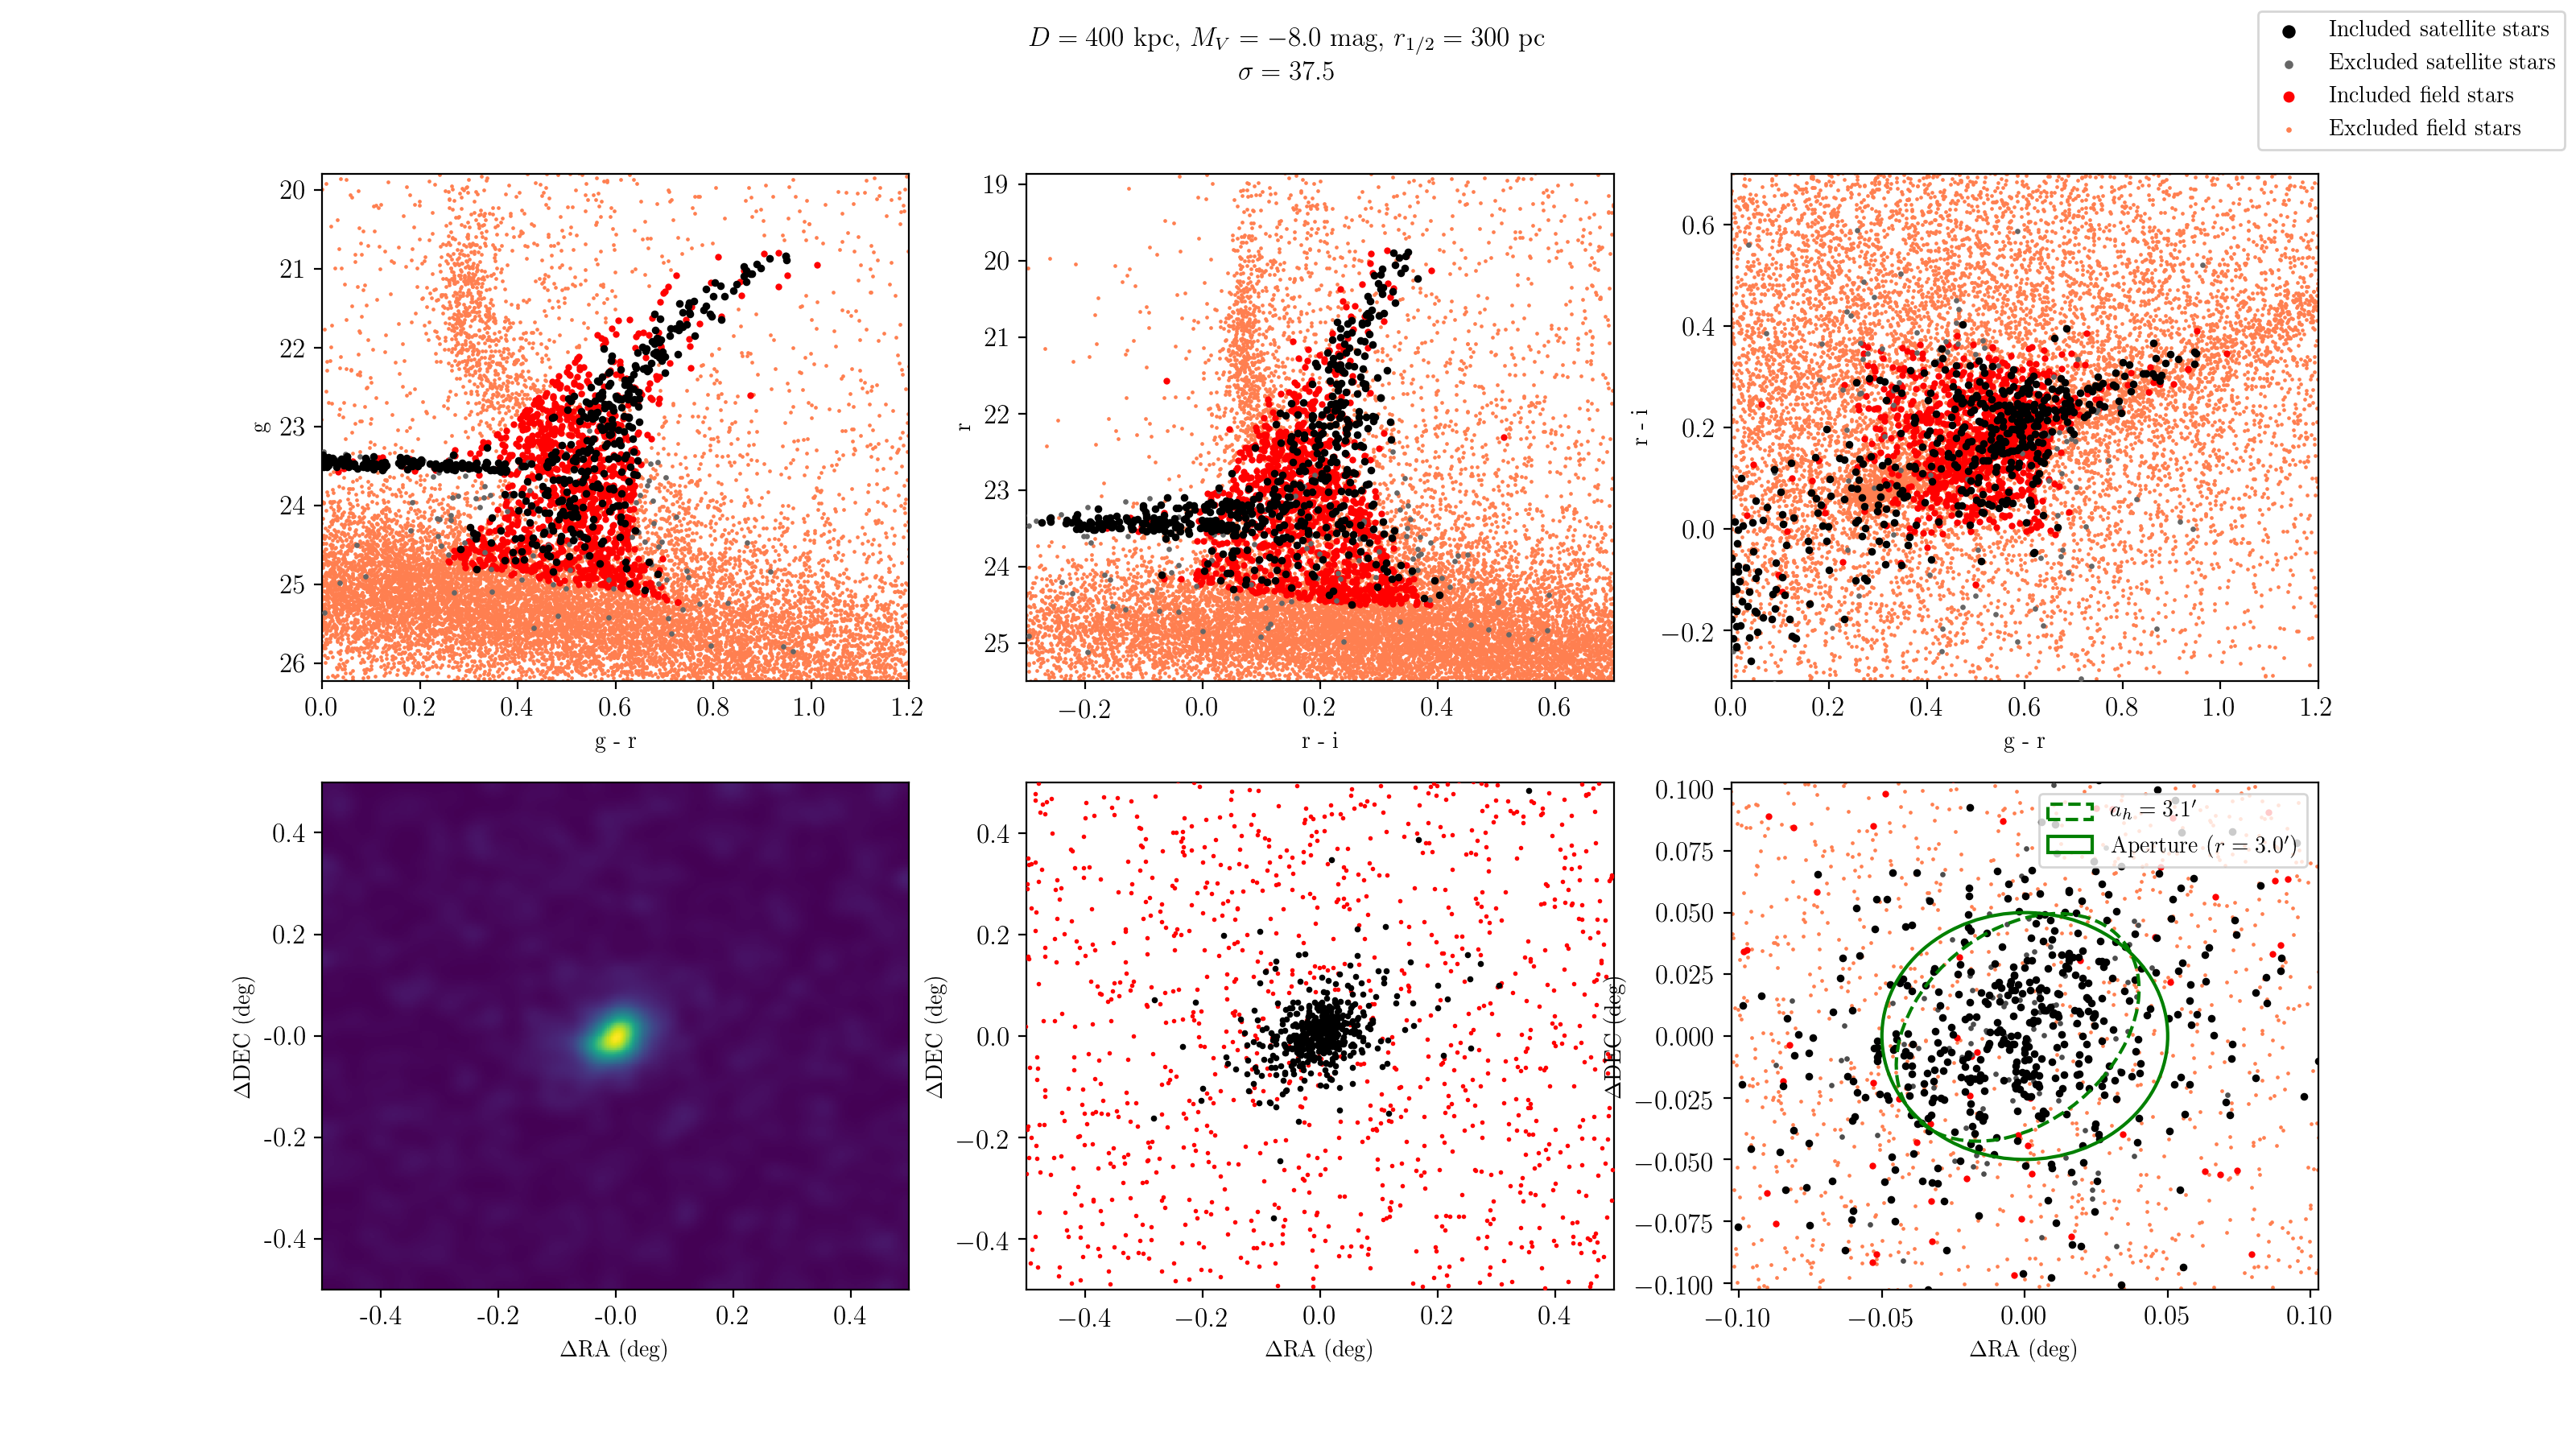 D = 400 kpc, M_V = −8.0 mag, r_{1/2} = 300 pc
σ = 37.5
Included satellite stars
Excluded satellite stars
Included field stars
Excluded field stars
20
21
22
23
24
25
26
g
0.0 0.2 0.4 0.6 0.8 1.0 1.2
g - r
19
20
21
22
23
24
25
r
−0.2 0.0 0.2 0.4 0.6
r - i
0.6
0.4
0.2
0.0
−0.2
r - i
0.0 0.2 0.4 0.6 0.8 1.0 1.2
g - r
0.4
0.2
-0.0
-0.2
-0.4
ΔDEC (deg)
-0.4 -0.2 -0.0 0.2 0.4
ΔRA (deg)
0.4
0.2
0.0
−0.2
−0.4
ΔDEC (deg)
−0.4 −0.2 0.0 0.2 0.4
ΔRA (deg)
a_h = 3.1′
Aperture (r = 3.0′)
0.100
0.075
0.050
0.025
0.000
−0.025
−0.050
−0.075
−0.100
ΔDEC (deg)
−0.10 −0.05 0.00 0.05 0.10
ΔRA (deg)